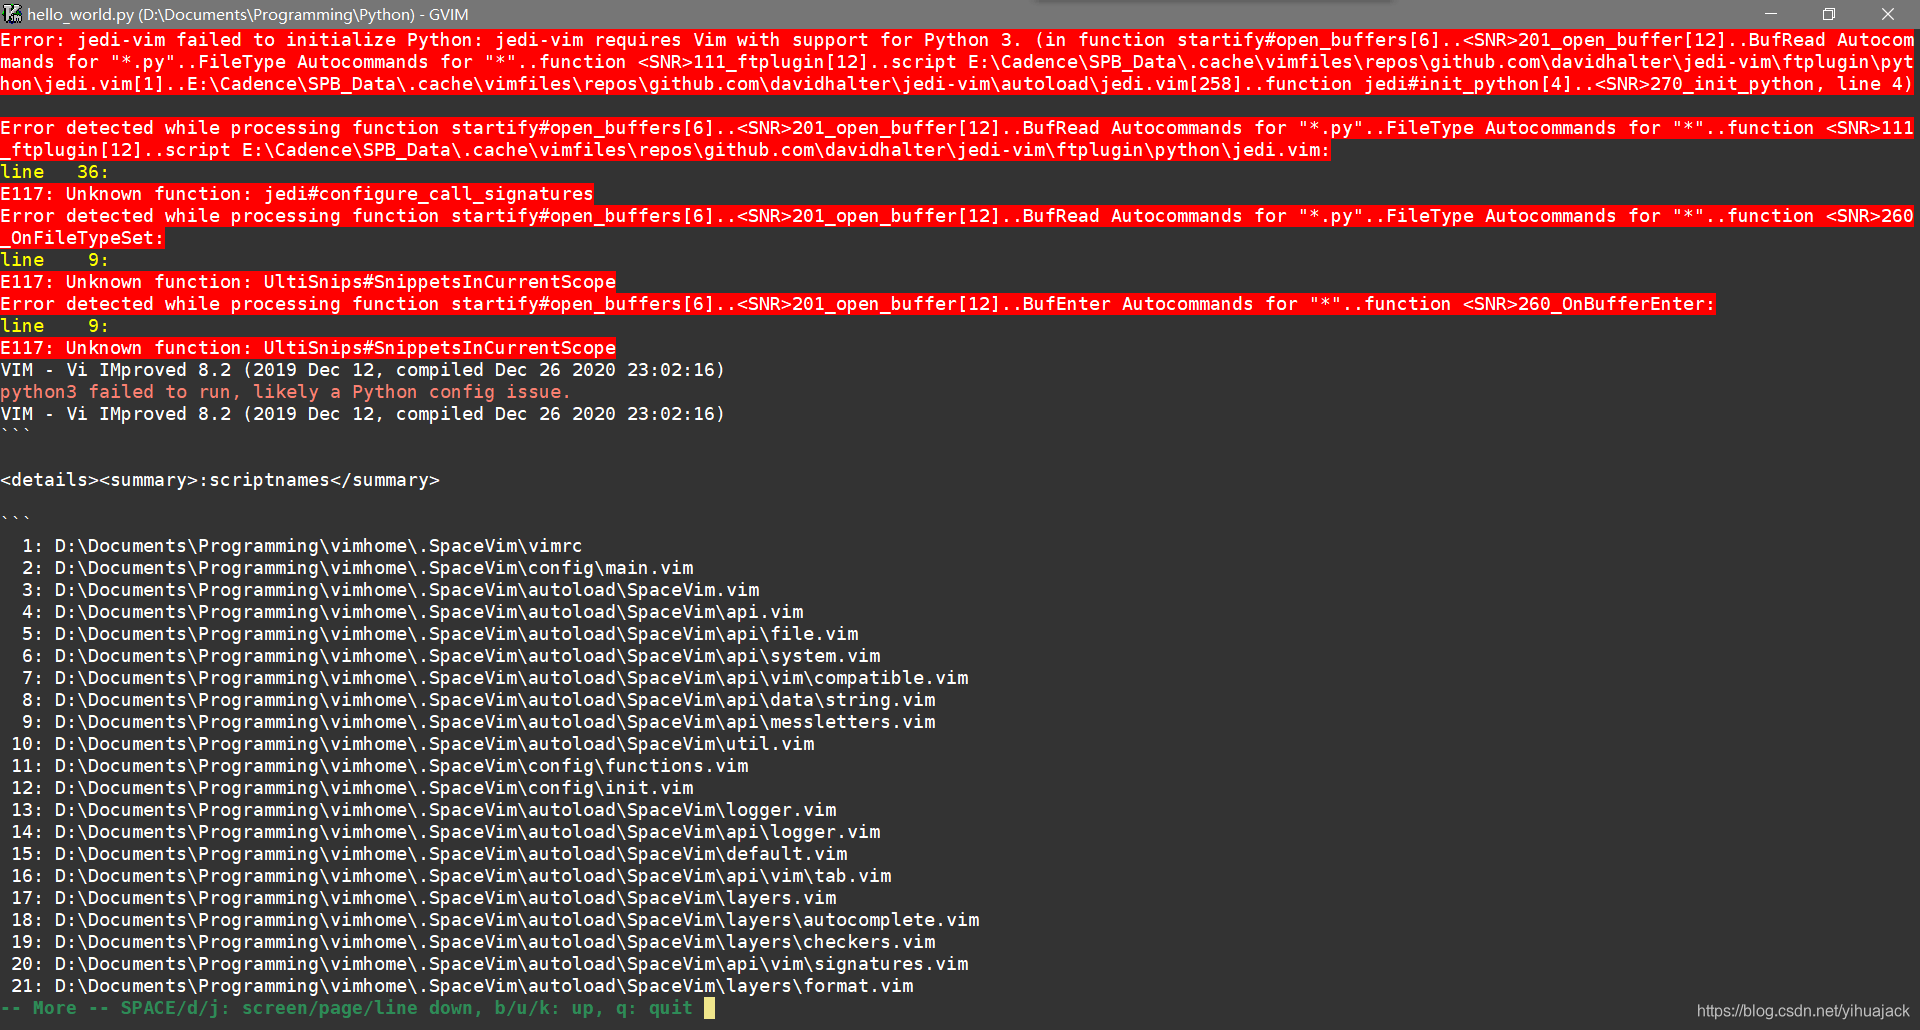 hello_world.py (D:\Documents\Programming\Python) - GVIM
Error: jedi-vim failed to initialize Python: jedi-vim requires Vim with support for Python 3. (in function startify#open_buffers[6]..<SNR>201_open_buffer[12]..BufRead Autocom
mands for "*.py"..FileType Autocommands for "*"..function <SNR>111_ftplugin[12]..script E:\Cadence\SPB_Data\.cache\vimfiles\repos\github.com\davidhalter\jedi-vim\ftplugin\pyt
hon\jedi.vim[1]..E:\Cadence\SPB_Data\.cache\vimfiles\repos\github.com\davidhalter\jedi-vim\autoload\jedi.vim[258]..function jedi#init_python[4]..<SNR>270_init_python, line 4)
Error detected while processing function startify#open_buffers[6]..<SNR>201_open_buffer[12]..BufRead Autocommands for "*.py"..FileType Autocommands for "*"..function <SNR>111
_ftplugin[12]..script E:\Cadence\SPB_Data\.cache\vimfiles\repos\github.com\davidhalter\jedi-vim\ftplugin\python\jedi.vim:
line   36:
E117: Unknown function: jedi#configure_call_signatures
Error detected while processing function startify#open_buffers[6]..<SNR>201_open_buffer[12]..BufRead Autocommands for "*.py"..FileType Autocommands for "*"..function <SNR>260
_OnFileTypeSet:
line    9:
E117: Unknown function: UltiSnips#SnippetsInCurrentScope
Error detected while processing function startify#open_buffers[6]..<SNR>201_open_buffer[12]..BufEnter Autocommands for "*"..function <SNR>260_OnBufferEnter:
line    9:
E117: Unknown function: UltiSnips#SnippetsInCurrentScope
VIM - Vi IMproved 8.2 (2019 Dec 12, compiled Dec 26 2020 23:02:16)
python3 failed to run, likely a Python config issue.
VIM - Vi IMproved 8.2 (2019 Dec 12, compiled Dec 26 2020 23:02:16)
```
<details><summary>:scriptnames</summary>
```
  1: D:\Documents\Programming\vimhome\.SpaceVim\vimrc
  2: D:\Documents\Programming\vimhome\.SpaceVim\config\main.vim
  3: D:\Documents\Programming\vimhome\.SpaceVim\autoload\SpaceVim.vim
  4: D:\Documents\Programming\vimhome\.SpaceVim\autoload\SpaceVim\api.vim
  5: D:\Documents\Programming\vimhome\.SpaceVim\autoload\SpaceVim\api\file.vim
  6: D:\Documents\Programming\vimhome\.SpaceVim\autoload\SpaceVim\api\system.vim
  7: D:\Documents\Programming\vimhome\.SpaceVim\autoload\SpaceVim\api\vim\compatible.vim
  8: D:\Documents\Programming\vimhome\.SpaceVim\autoload\SpaceVim\api\data\string.vim
  9: D:\Documents\Programming\vimhome\.SpaceVim\autoload\SpaceVim\api\messletters.vim
 10: D:\Documents\Programming\vimhome\.SpaceVim\autoload\SpaceVim\util.vim
 11: D:\Documents\Programming\vimhome\.SpaceVim\config\functions.vim
 12: D:\Documents\Programming\vimhome\.SpaceVim\config\init.vim
 13: D:\Documents\Programming\vimhome\.SpaceVim\autoload\SpaceVim\logger.vim
 14: D:\Documents\Programming\vimhome\.SpaceVim\autoload\SpaceVim\api\logger.vim
 15: D:\Documents\Programming\vimhome\.SpaceVim\autoload\SpaceVim\default.vim
 16: D:\Documents\Programming\vimhome\.SpaceVim\autoload\SpaceVim\api\vim\tab.vim
 17: D:\Documents\Programming\vimhome\.SpaceVim\autoload\SpaceVim\layers.vim
 18: D:\Documents\Programming\vimhome\.SpaceVim\autoload\SpaceVim\layers\autocomplete.vim
 19: D:\Documents\Programming\vimhome\.SpaceVim\autoload\SpaceVim\layers\checkers.vim
 20: D:\Documents\Programming\vimhome\.SpaceVim\autoload\SpaceVim\api\vim\signatures.vim
 21: D:\Documents\Programming\vimhome\.SpaceVim\autoload\SpaceVim\layers\format.vim
-- More -- SPACE/d/j: screen/page/line down, b/u/k: up, q: quit
https://blog.csdn.net/yihuajack